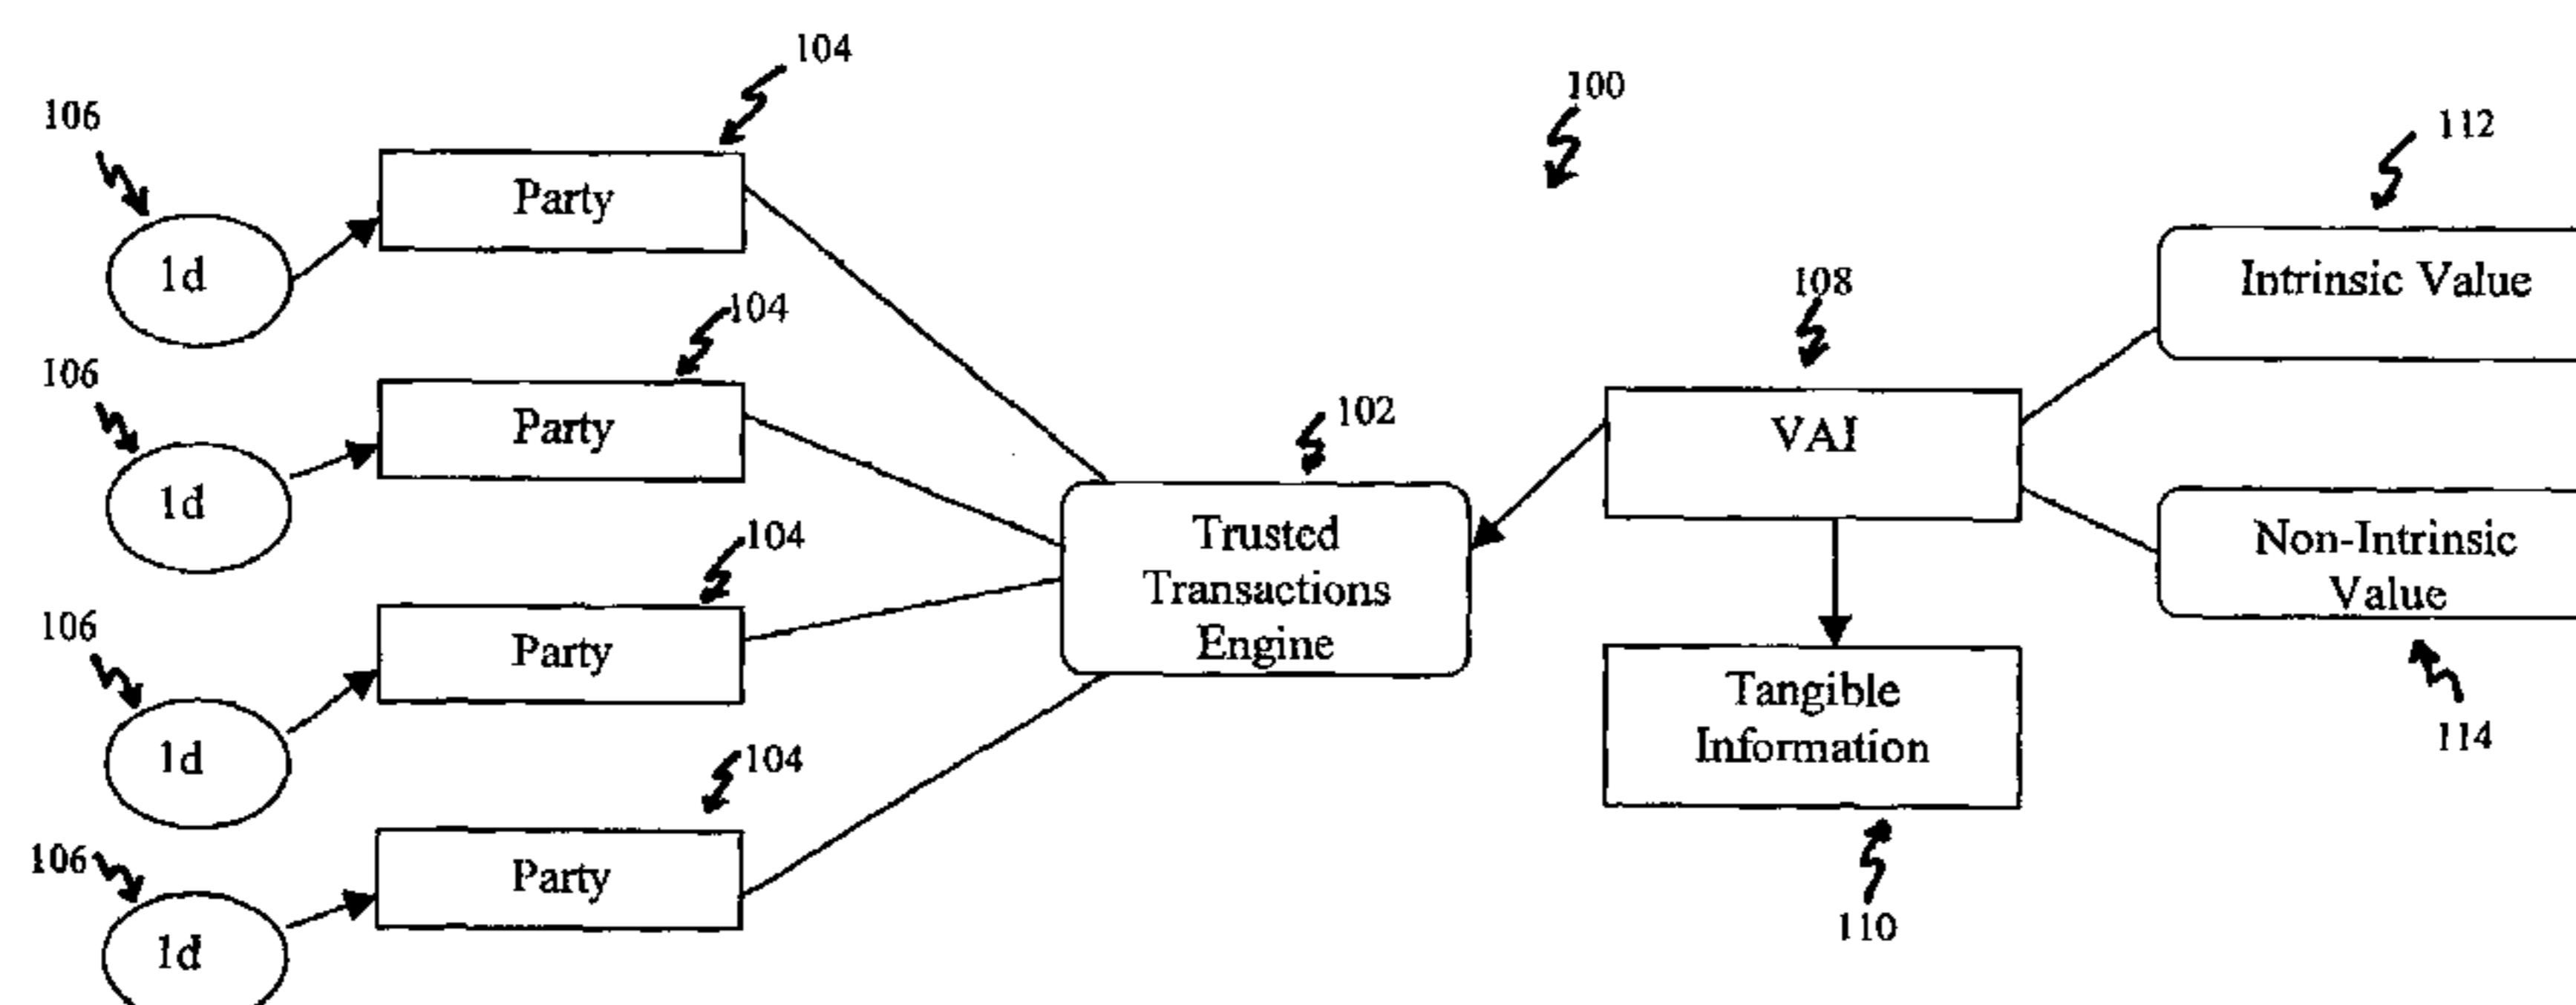 104
100
106
112
Party
1d
Intrinsic Value
108
104
106
102
Party
VAI
1d
104
Trusted
Transactions
Engine
Non-Intrinsic
Value
106
Party
Tangible
Information
114
1d
104
106
Party
110
1d